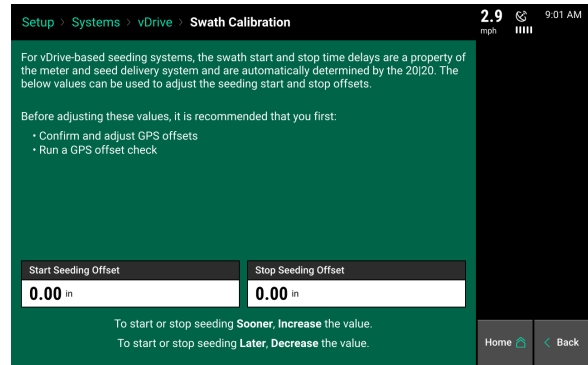 Setup > Systems > vDrive > Swath Calibration
2.9
mph
9:01 AM
For vDrive-based seeding systems, the swath start and stop time delays are a property of
the meter and seed delivery system and are automatically determined by the 20|20. The
below values can be used to adjust the seeding start and stop offsets.
Before adjusting these values, it is recommended that you first:
• Confirm and adjust GPS offsets
• Run a GPS offset check
Start Seeding Offset
0.00 in
Stop Seeding Offset
0.00 in
To start or stop seeding Sooner, Increase the value.
To start or stop seeding Later, Decrease the value.
Home
< Back